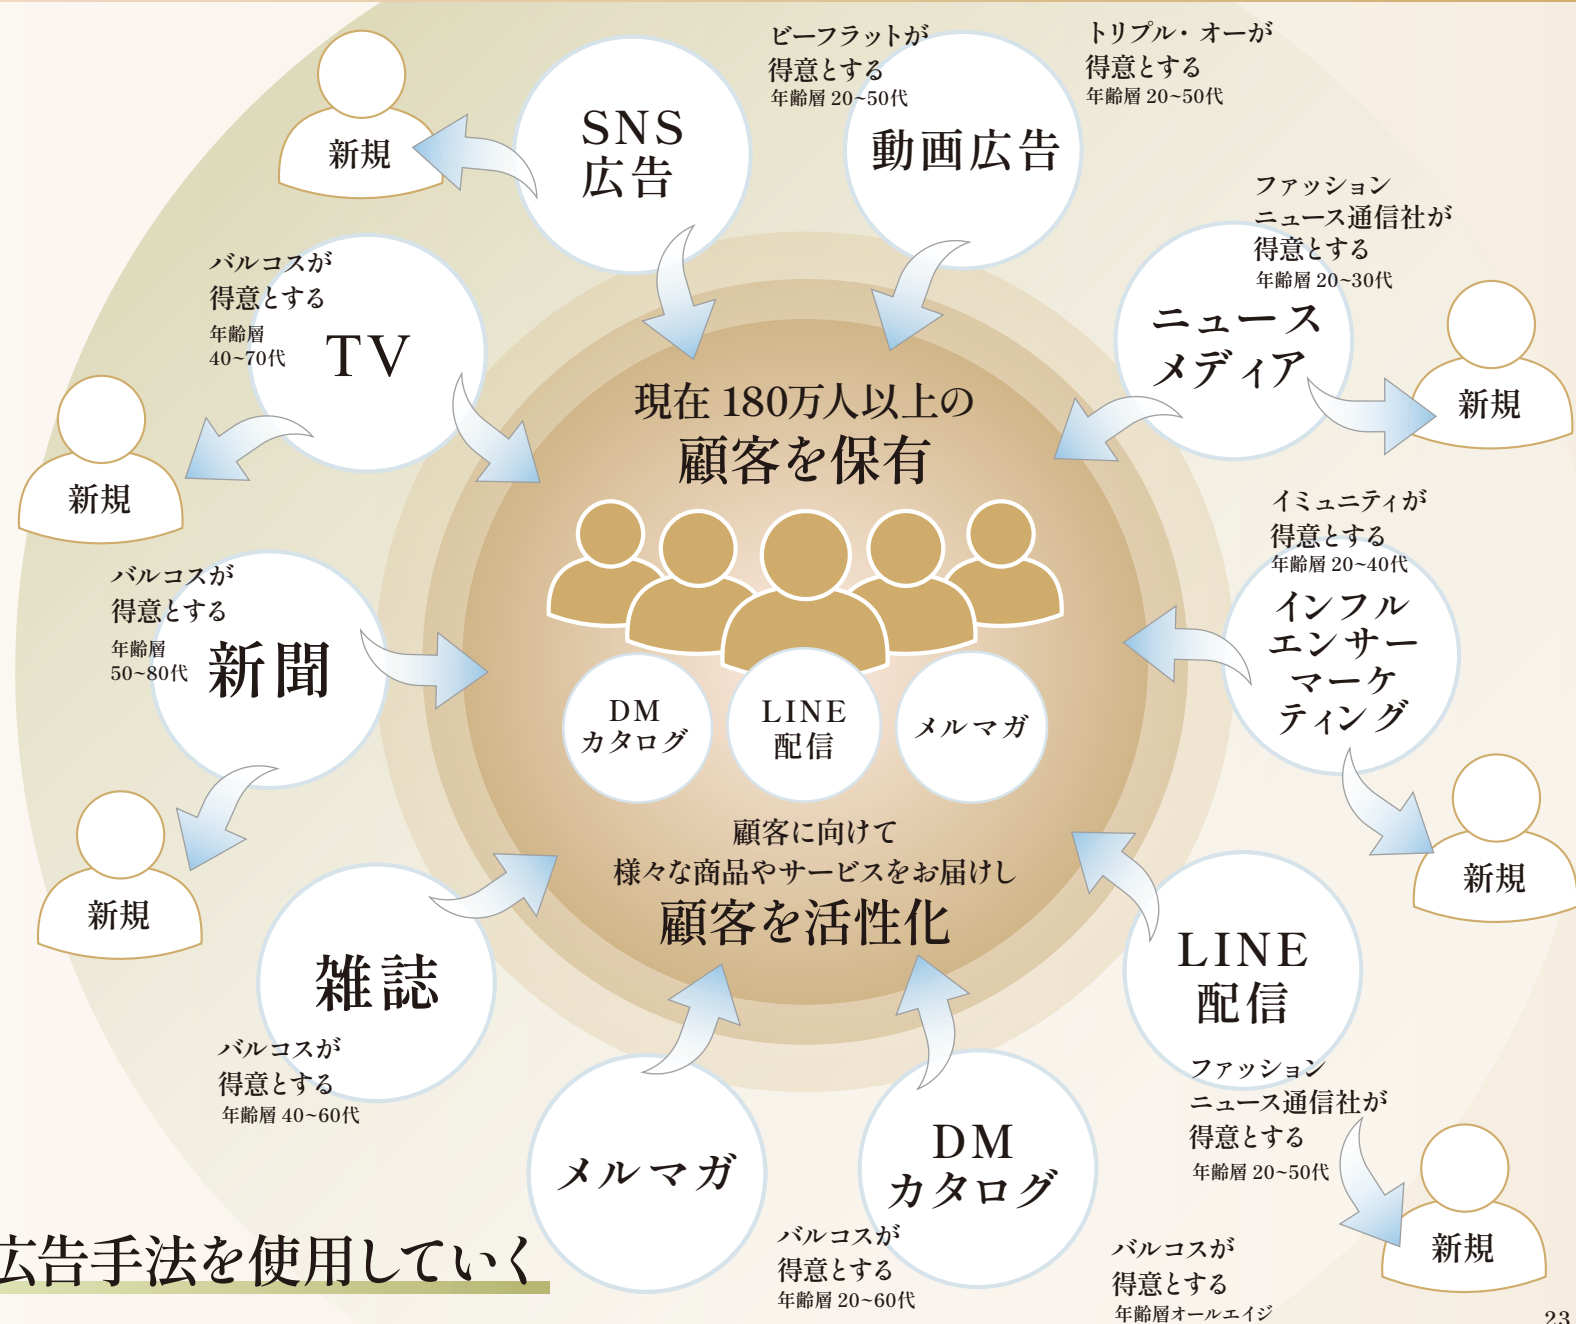 ビーフラットが
得意とする
年齢層 20~50代
トリプル・オーが
得意とする
年齢層 20~50代
新規
SNS
広告
動画広告
ファッション
ニュース通信社が
得意とする
年齢層 20~30代
ニュース
メディア
新規
バルコスが
得意とする
年齢層
40~70代
TV
新規
現在 180万人以上の
顧客を保有
イミュニティが
得意とする
年齢層 20~40代
インフル
エンサー
マーケ
ティング
新規
バルコスが
得意とする
年齢層
50~80代
新聞
新規
DM
カタログ
LINE
配信
メルマガ
顧客に向けて
様々な商品やサービスをお届けし
顧客を活性化
雑誌
バルコスが
得意とする
年齢層 40~60代
LINE
配信
ファッション
ニュース通信社が
得意とする
年齢層 20~50代
新規
メルマガ
バルコスが
得意とする
年齢層 20~60代
DM
カタログ
バルコスが
得意とする
年齢層オールエイジ
広告手法を使用していく
23